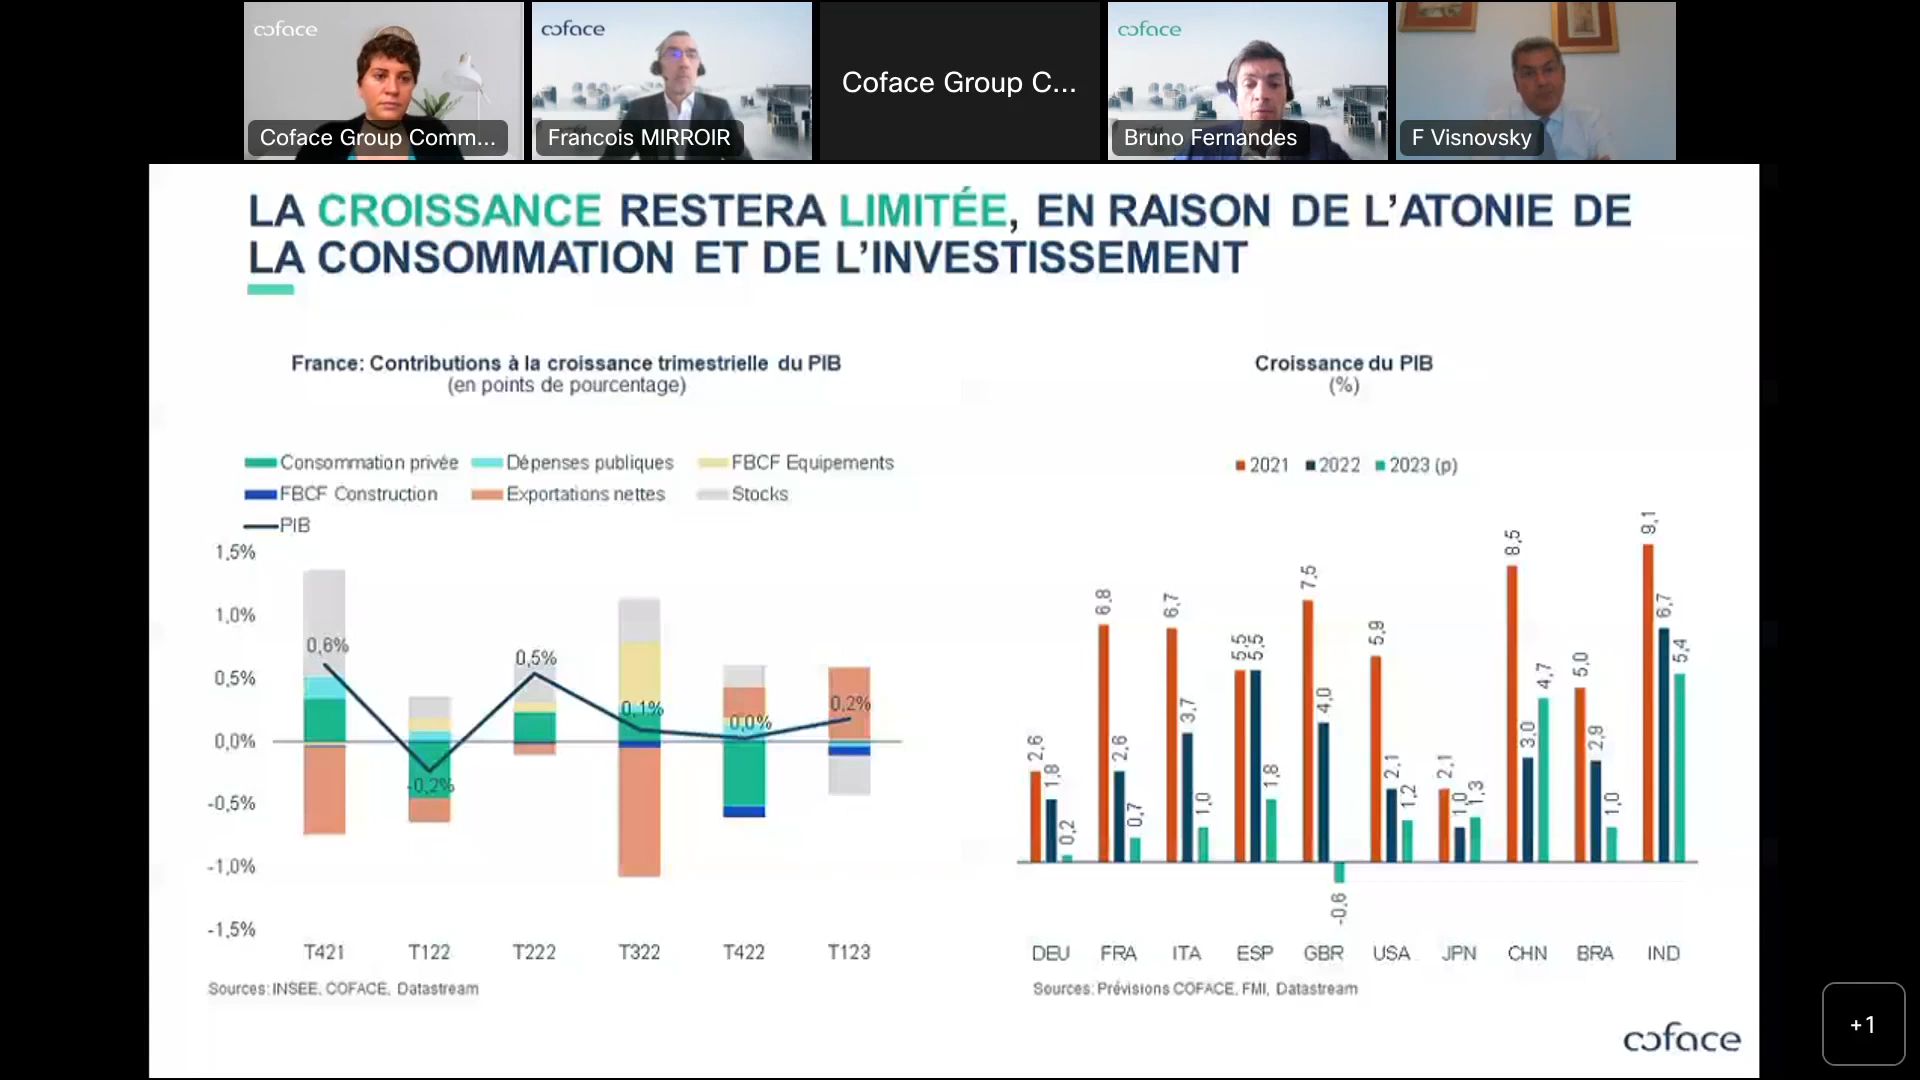 coface
Coface Group Comm...
coface
Francois MIRROIR
Coface Group C...
coface
Bruno Fernandes
F Visnovsky
LA CROISSANCE RESTERA LIMITÉE, EN RAISON DE L’ATONIE DE
LA CONSOMMATION ET DE L’INVESTISSEMENT
France: Contributions à la croissance trimestrielle du PIB
(en points de pourcentage)
Consommation privée Dépenses publiques FBCF Equipements
FBCF Construction Exportations nettes Stocks
PIB
1,5%
1,0%
0,5%
0,0%
-0,5%
-1,0%
-1,5%
0,6%
-0,2%
0,5%
0,1%
0,0%
0,2%
T421 T122 T222 T322 T422 T123
Sources: INSEE, COFACE, Datastream
Croissance du PIB
(%)
2021 2022 2023 (p)
2,6 1,8 0,2
6,8 2,6 0,7
6,7 3,7 1,0
5,5 5,5 1,8
7,5 4,0 -0,6
5,9 2,1 1,2
2,1 1,0 1,3
8,5 3,0 4,7
5,0 2,9 1,0
9,1 6,7 5,4
DEU FRA ITA ESP GBR USA JPN CHN BRA IND
Sources: Prévisions COFACE, FMI, Datastream
coface
+1